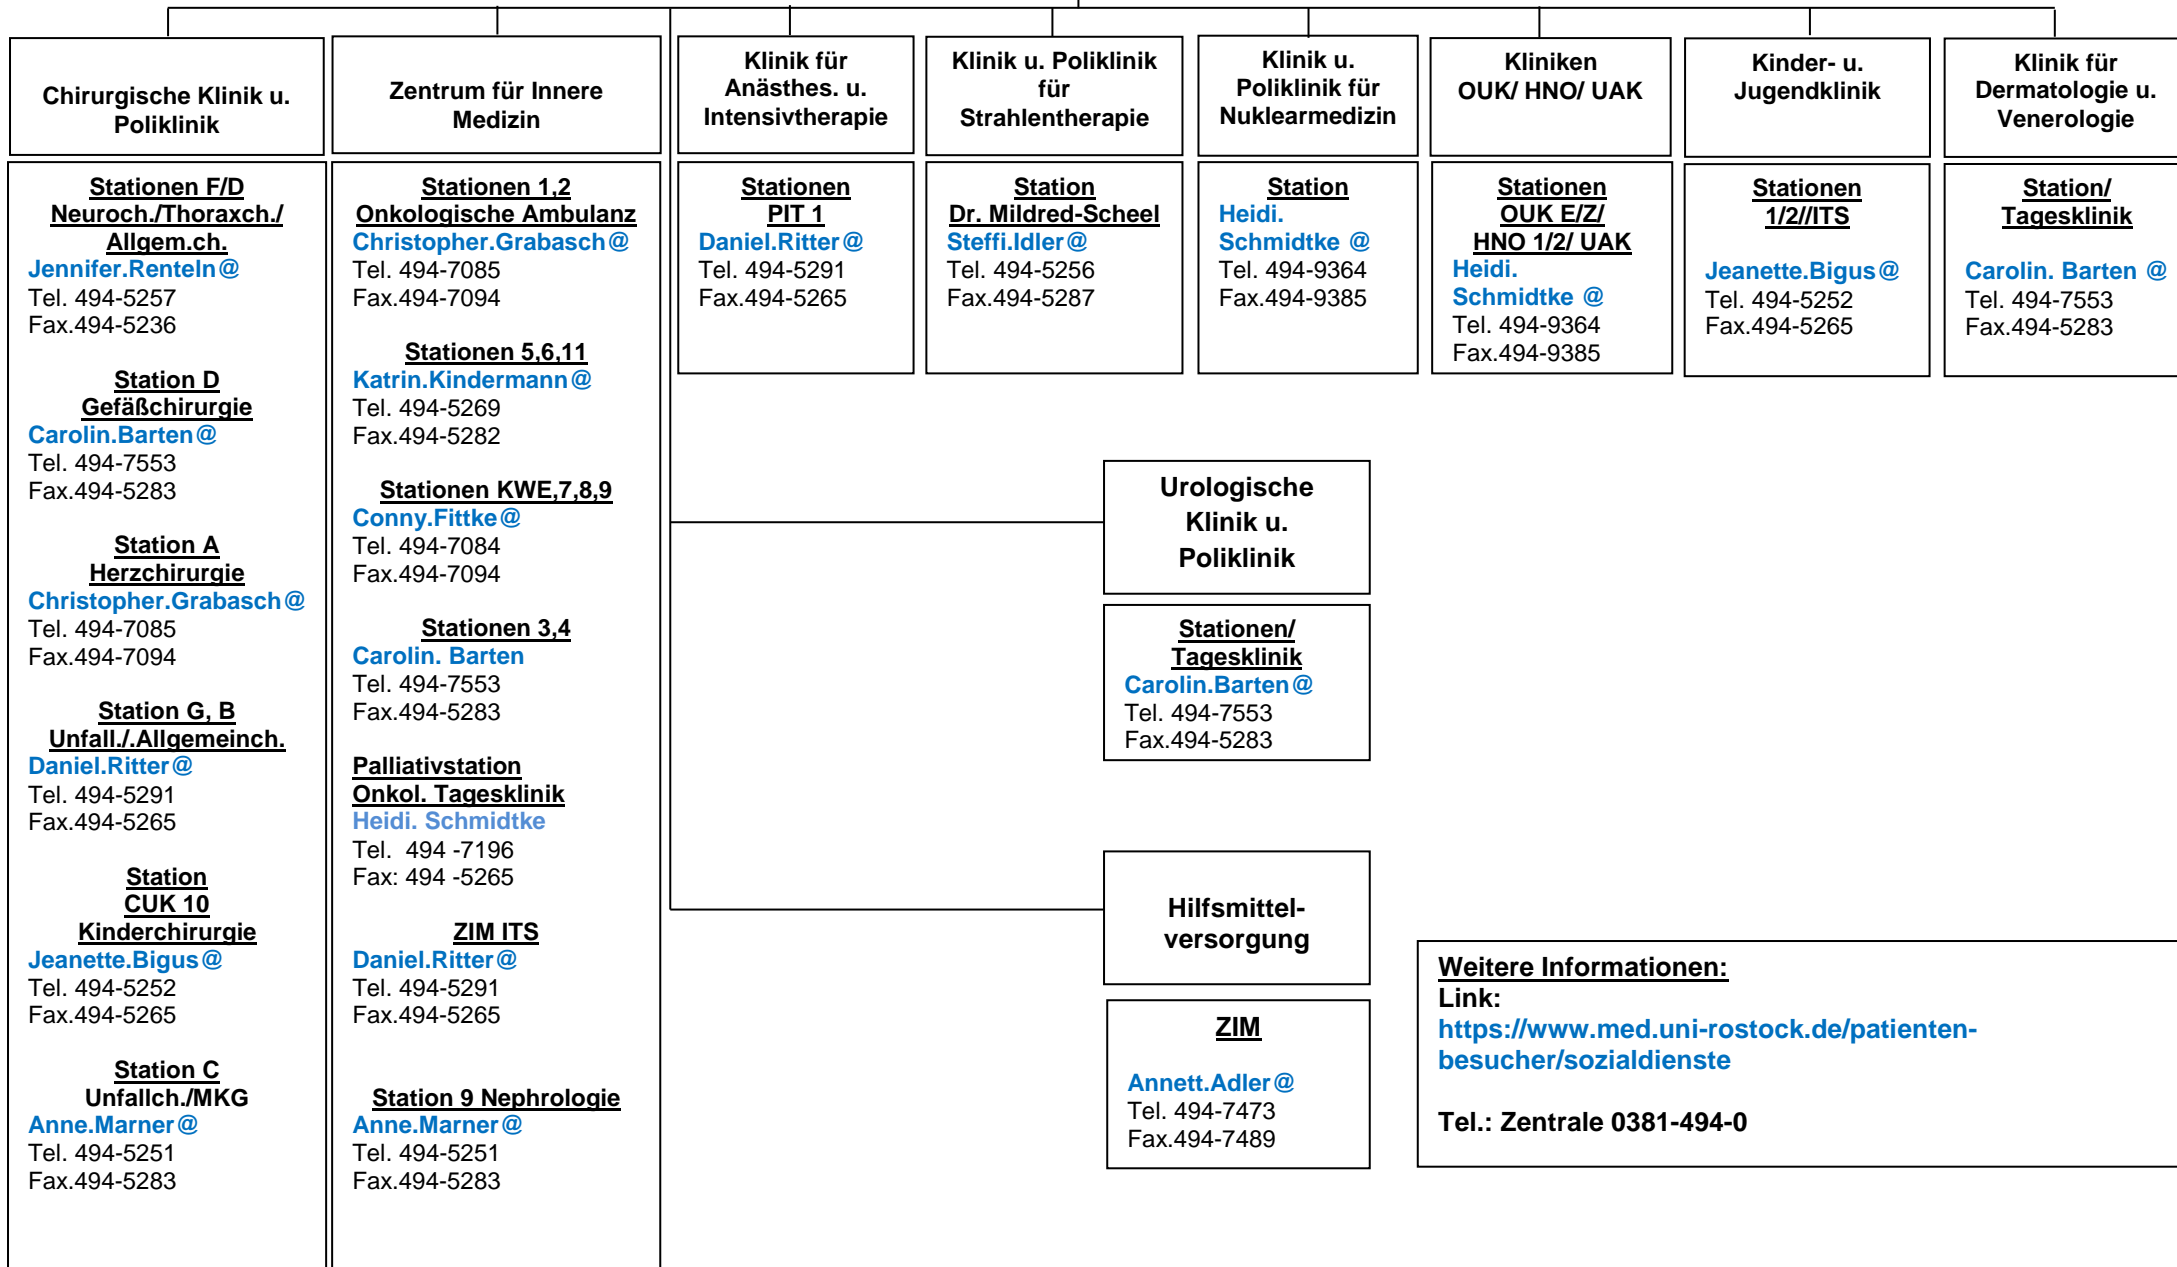 Chirurgische Klinik u.
Poliklinik
Stationen F/D
Neuroch./Thoraxch./
Allgem.ch.
Jennifer.Renteln@
Tel. 494-5257
Fax.494-5236
Station D
Gefäßchirurgie
Carolin.Barten@
Tel. 494-7553
Fax.494-5283
Station A
Herzchirurgie
Christopher.Grabasch@
Tel. 494-7085
Fax.494-7094
Station G, B
Unfall./.Allgemeinch.
Daniel.Ritter@
Tel. 494-5291
Fax.494-5265
Station
CUK 10
Kinderchirurgie
Jeanette.Bigus@
Tel. 494-5252
Fax.494-5265
Station C
Unfallch./MKG
Anne.Marner@
Tel. 494-5251
Fax.494-5283
Zentrum für Innere
Medizin
Stationen 1,2
Onkologische Ambulanz
Christopher.Grabasch@
Tel. 494-7085
Fax.494-7094
Stationen 5,6,11
Katrin.Kindermann@
Tel. 494-5269
Fax.494-5282
Stationen KWE,7,8,9
Conny.Fittke@
Tel. 494-7084
Fax.494-7094
Stationen 3,4
Carolin. Barten
Tel. 494-7553
Fax.494-5283
Palliativstation
Onkol. Tagesklinik
Heidi. Schmidtke
Tel.  494 -7196
Fax: 494 -5265
ZIM ITS
Daniel.Ritter@
Tel. 494-5291
Fax.494-5265
Station 9 Nephrologie
Anne.Marner@
Tel. 494-5251
Fax.494-5283
Klinik für
Anästhes. u.
Intensivtherapie
Stationen
PIT 1
Daniel.Ritter@
Tel. 494-5291
Fax.494-5265
Klinik u. Poliklinik
für
Strahlentherapie
Station
Dr. Mildred-Scheel
Steffi.Idler@
Tel. 494-5256
Fax.494-5287
Klinik u.
Poliklinik für
Nuklearmedizin
Station
Heidi.
Schmidtke @
Tel. 494-9364
Fax.494-9385
Kliniken
OUK/ HNO/ UAK
Stationen
OUK E/Z/
HNO 1/2/ UAK
Heidi.
Schmidtke @
Tel. 494-9364
Fax.494-9385
Kinder- u.
Jugendklinik
Stationen
1/2//ITS
Jeanette.Bigus@
Tel. 494-5252
Fax.494-5265
Klinik für
Dermatologie u.
Venerologie
Station/
Tagesklinik
Carolin. Barten @
Tel. 494-7553
Fax.494-5283
Urologische
Klinik u.
Poliklinik
Stationen/
Tagesklinik
Carolin.Barten@
Tel. 494-7553
Fax.494-5283
Hilfsmittel-
versorgung
ZIM
Annett.Adler@
Tel. 494-7473
Fax.494-7489
Weitere Informationen:
Link:
https://www.med.uni-rostock.de/patienten-
besucher/sozialdienste
Tel.: Zentrale 0381-494-0